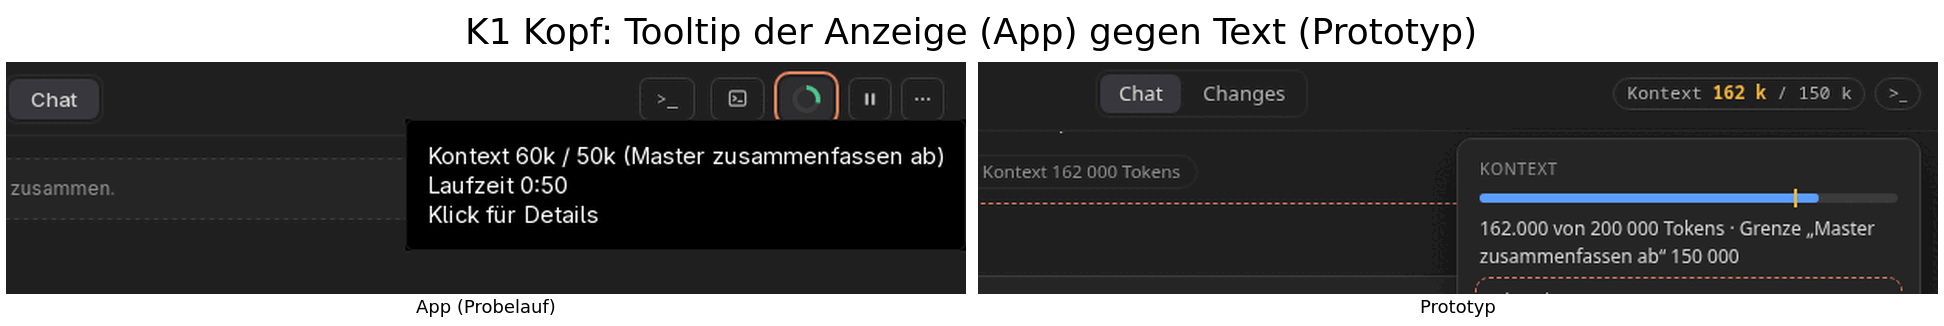 K1 Kopf: Tooltip der Anzeige (App) gegen Text (Prototyp)
Chat
>_
zusammen.
Kontext 60k / 50k (Master zusammenfassen ab)
Laufzeit 0:50
Klick für Details
App (Probelauf)
Chat
Changes
Kontext 162 k / 150 k
>_
Kontext 162 000 Tokens
KONTEXT
162.000 von 200 000 Tokens · Grenze „Master
zusammenfassen ab“ 150 000
Prototyp